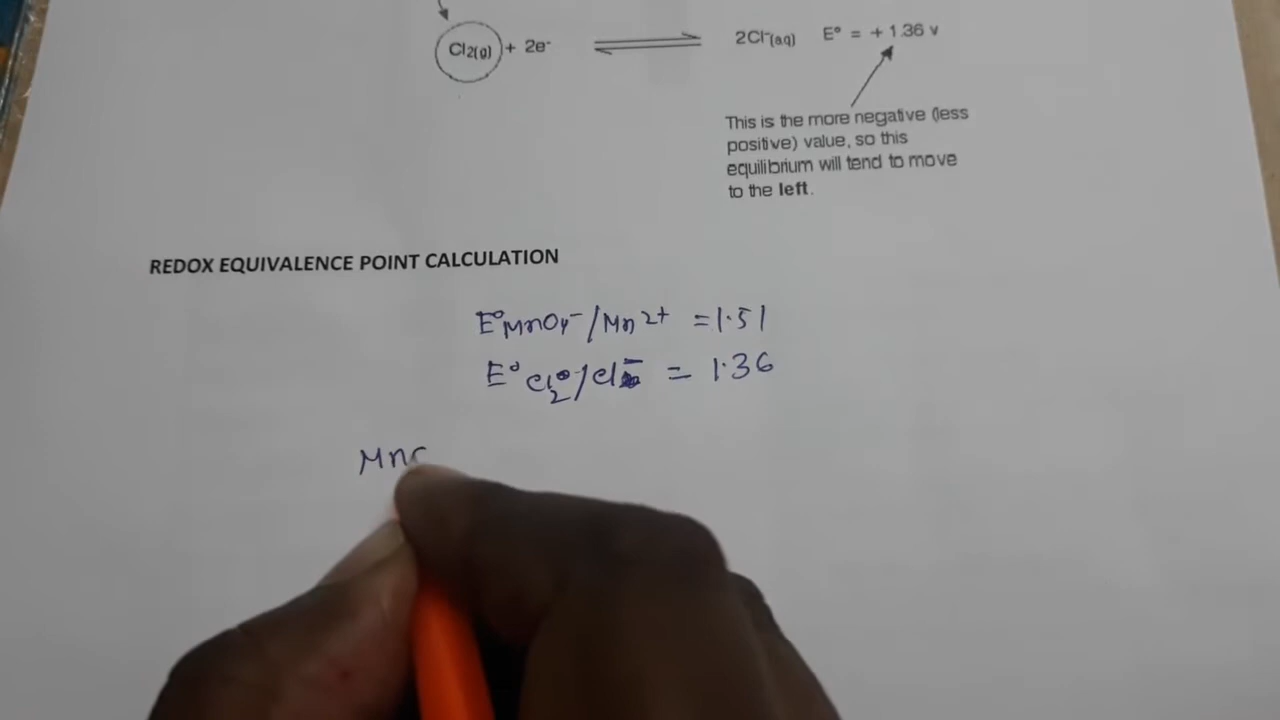 Cl₂(g) + 2e⁻ ⇌ 2Cl⁻(aq) E° = + 1.36 v
This is the more negative (less
positive) value, so this
equilibrium will tend to move
to the left.
REDOX EQUIVALENCE POINT CALCULATION
E° MnO₄⁻/Mn²⁺ = 1.51
E° Cl₂°/Cl⁻ = 1.36
Mn